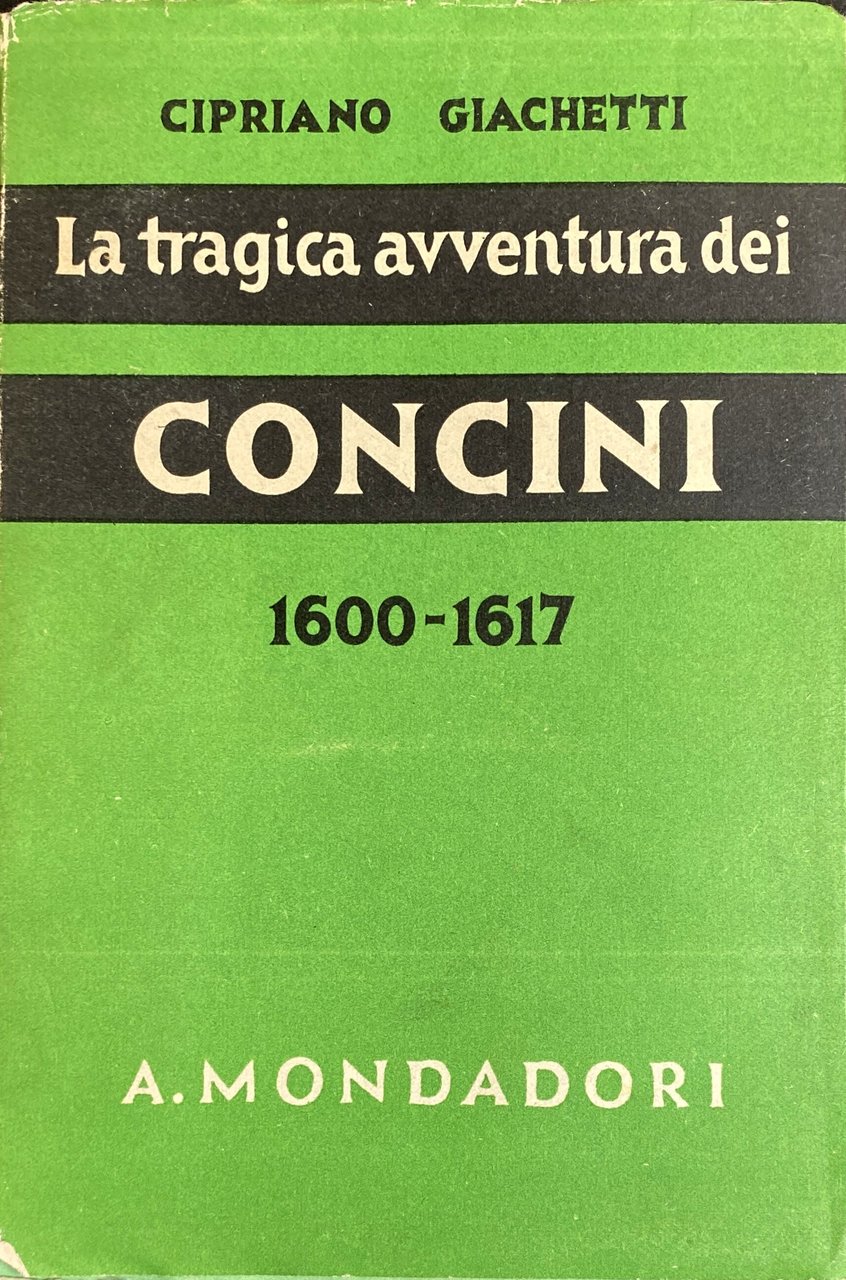 CIPRIANO GIACHETTI
La tragica avventura dei
CONCINI
1600-1617
A. MONDADORI